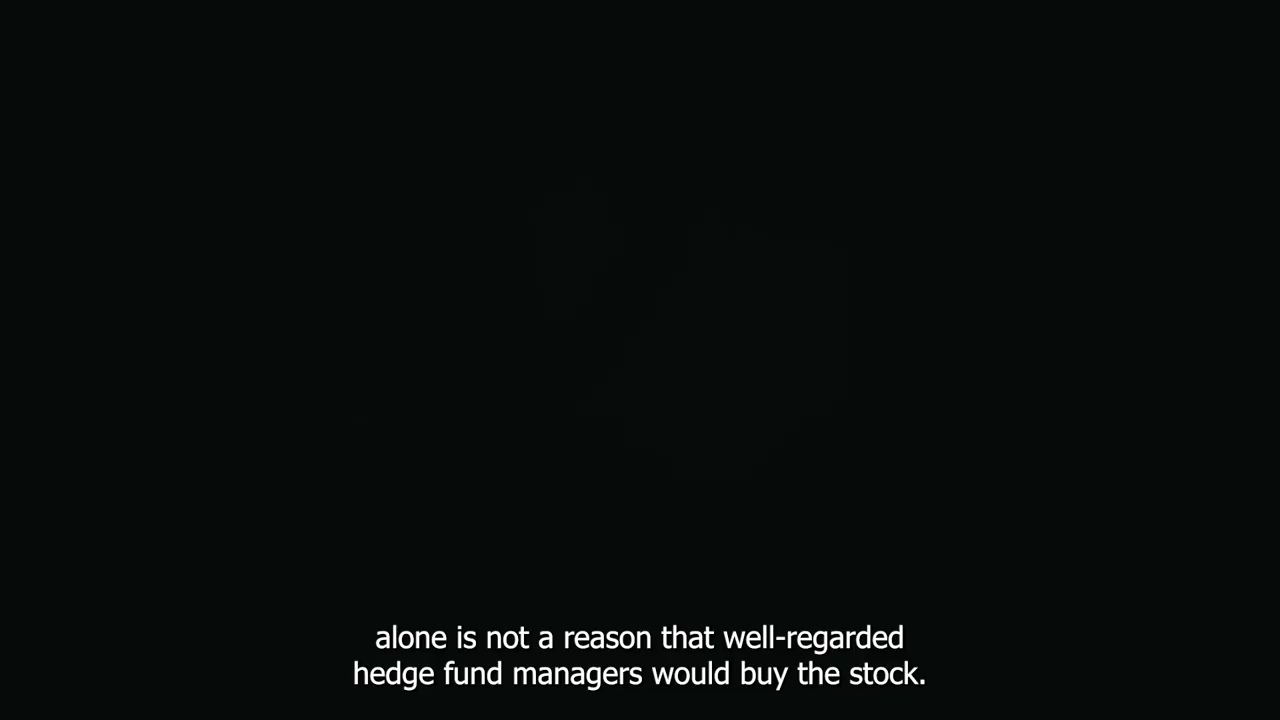 alone is not a reason that well-regarded
hedge fund managers would buy the stock.